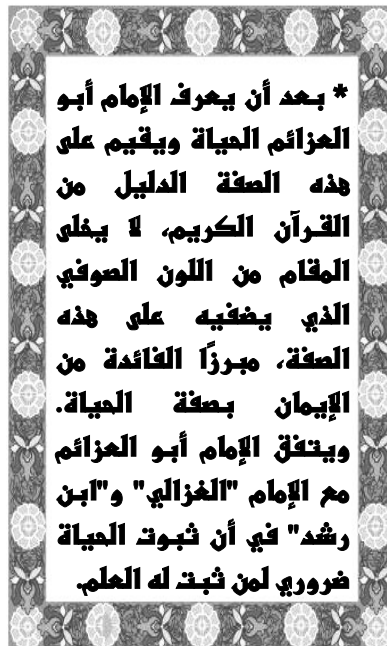 * بعد أن يعرف الإمام أبو
العزائم الحياة ويقيم على
هذه الصفة الدليل من
القرآن الكريم، لا يخلى
المقام من اللون الصوفي
الذي يضفيه على هذه
الصفة، مبرزًا الفائدة من
الإيمان بصفة الحياة.
ويتفق الإمام أبو العزائم
مع الإمام "الغزالي" و"ابن
رشد" في أن ثبوت الحياة
ضروري لمن ثبت له العلم.